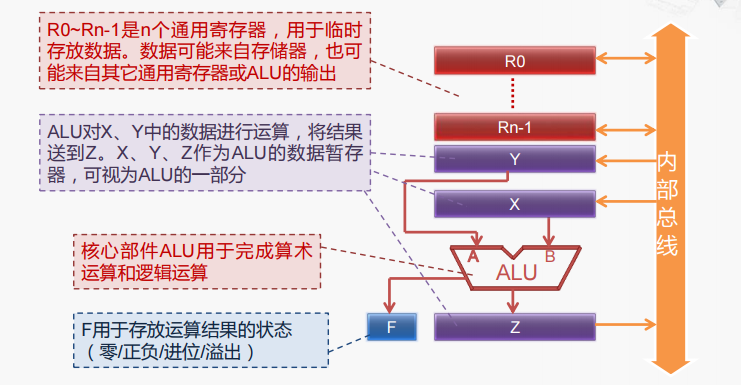 R0~Rn-1是n个通用寄存器，用于临时
存放数据。数据可能来自存储器，也可
能来自其它通用寄存器或ALU的输出
ALU对X、Y中的数据进行运算，将结果
送到Z。X、Y、Z作为ALU的数据暂存
器，可视为ALU的一部分
核心部件ALU用于完成算术
运算和逻辑运算
F用于存放运算结果的状态
（零/正负/进位/溢出）
R0
Rn-1
Y
X
A
B
ALU
F
Z
内
部
总
线